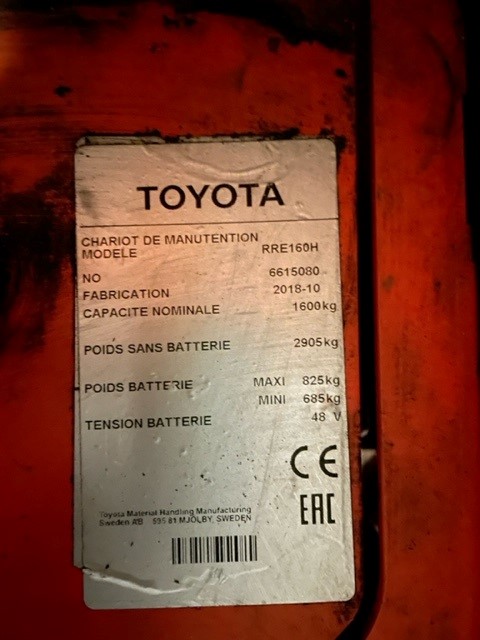 TOYOTA
CHARIOT DE MANUTENTION
MODELE RRE160H
NO 6615080
FABRICATION 2018-10
CAPACITE NOMINALE 1600kg
POIDS SANS BATTERIE 2905kg
POIDS BATTERIE MAXI 825kg
MINI 685kg
TENSION BATTERIE 48 V
CE
EAC
Toyota Material Handling Manufacturing
Sweden AB 595 81 MJÖLBY, SWEDEN